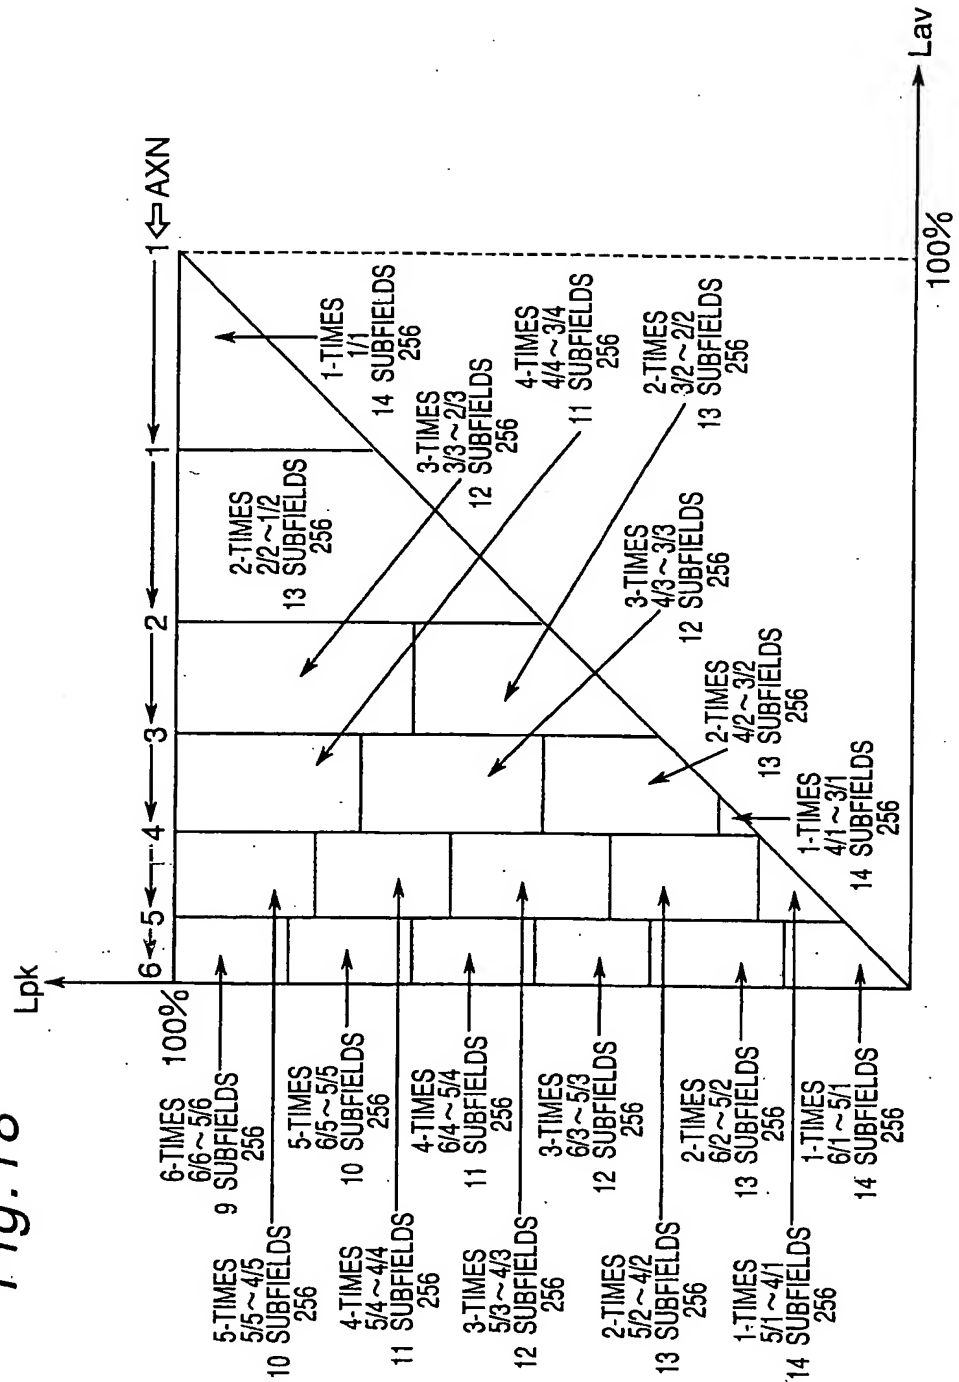 Fig. 18
Lpk
100%
6
5
4
3
2
1
1
AXN
6-TIMES
6/6~5/6
9 SUBFIELDS
256
5-TIMES
5/5~4/5
10 SUBFIELDS
256
5-TIMES
6/5~5/5
10 SUBFIELDS
256
4-TIMES
5/4~4/4
11 SUBFIELDS
256
4-TIMES
6/4~5/4
11 SUBFIELDS
256
3-TIMES
5/3~4/3
12 SUBFIELDS
256
3-TIMES
6/3~5/3
12 SUBFIELDS
256
2-TIMES
5/2~4/2
13 SUBFIELDS
256
2-TIMES
6/2~5/2
13 SUBFIELDS
256
1-TIMES
5/1~4/1
14 SUBFIELDS
256
1-TIMES
6/1~5/1
14 SUBFIELDS
256
2-TIMES
2/2~1/2
13 SUBFIELDS
256
1-TIMES
1/1
14 SUBFIELDS
256
3-TIMES
3/3~2/3
12 SUBFIELDS
256
4-TIMES
4/4~3/4
11 SUBFIELDS
256
2-TIMES
3/2~2/2
13 SUBFIELDS
256
3-TIMES
4/3~3/3
12 SUBFIELDS
256
2-TIMES
4/2~3/2
13 SUBFIELDS
256
1-TIMES
4/1~3/1
14 SUBFIELDS
256
100%
Lav